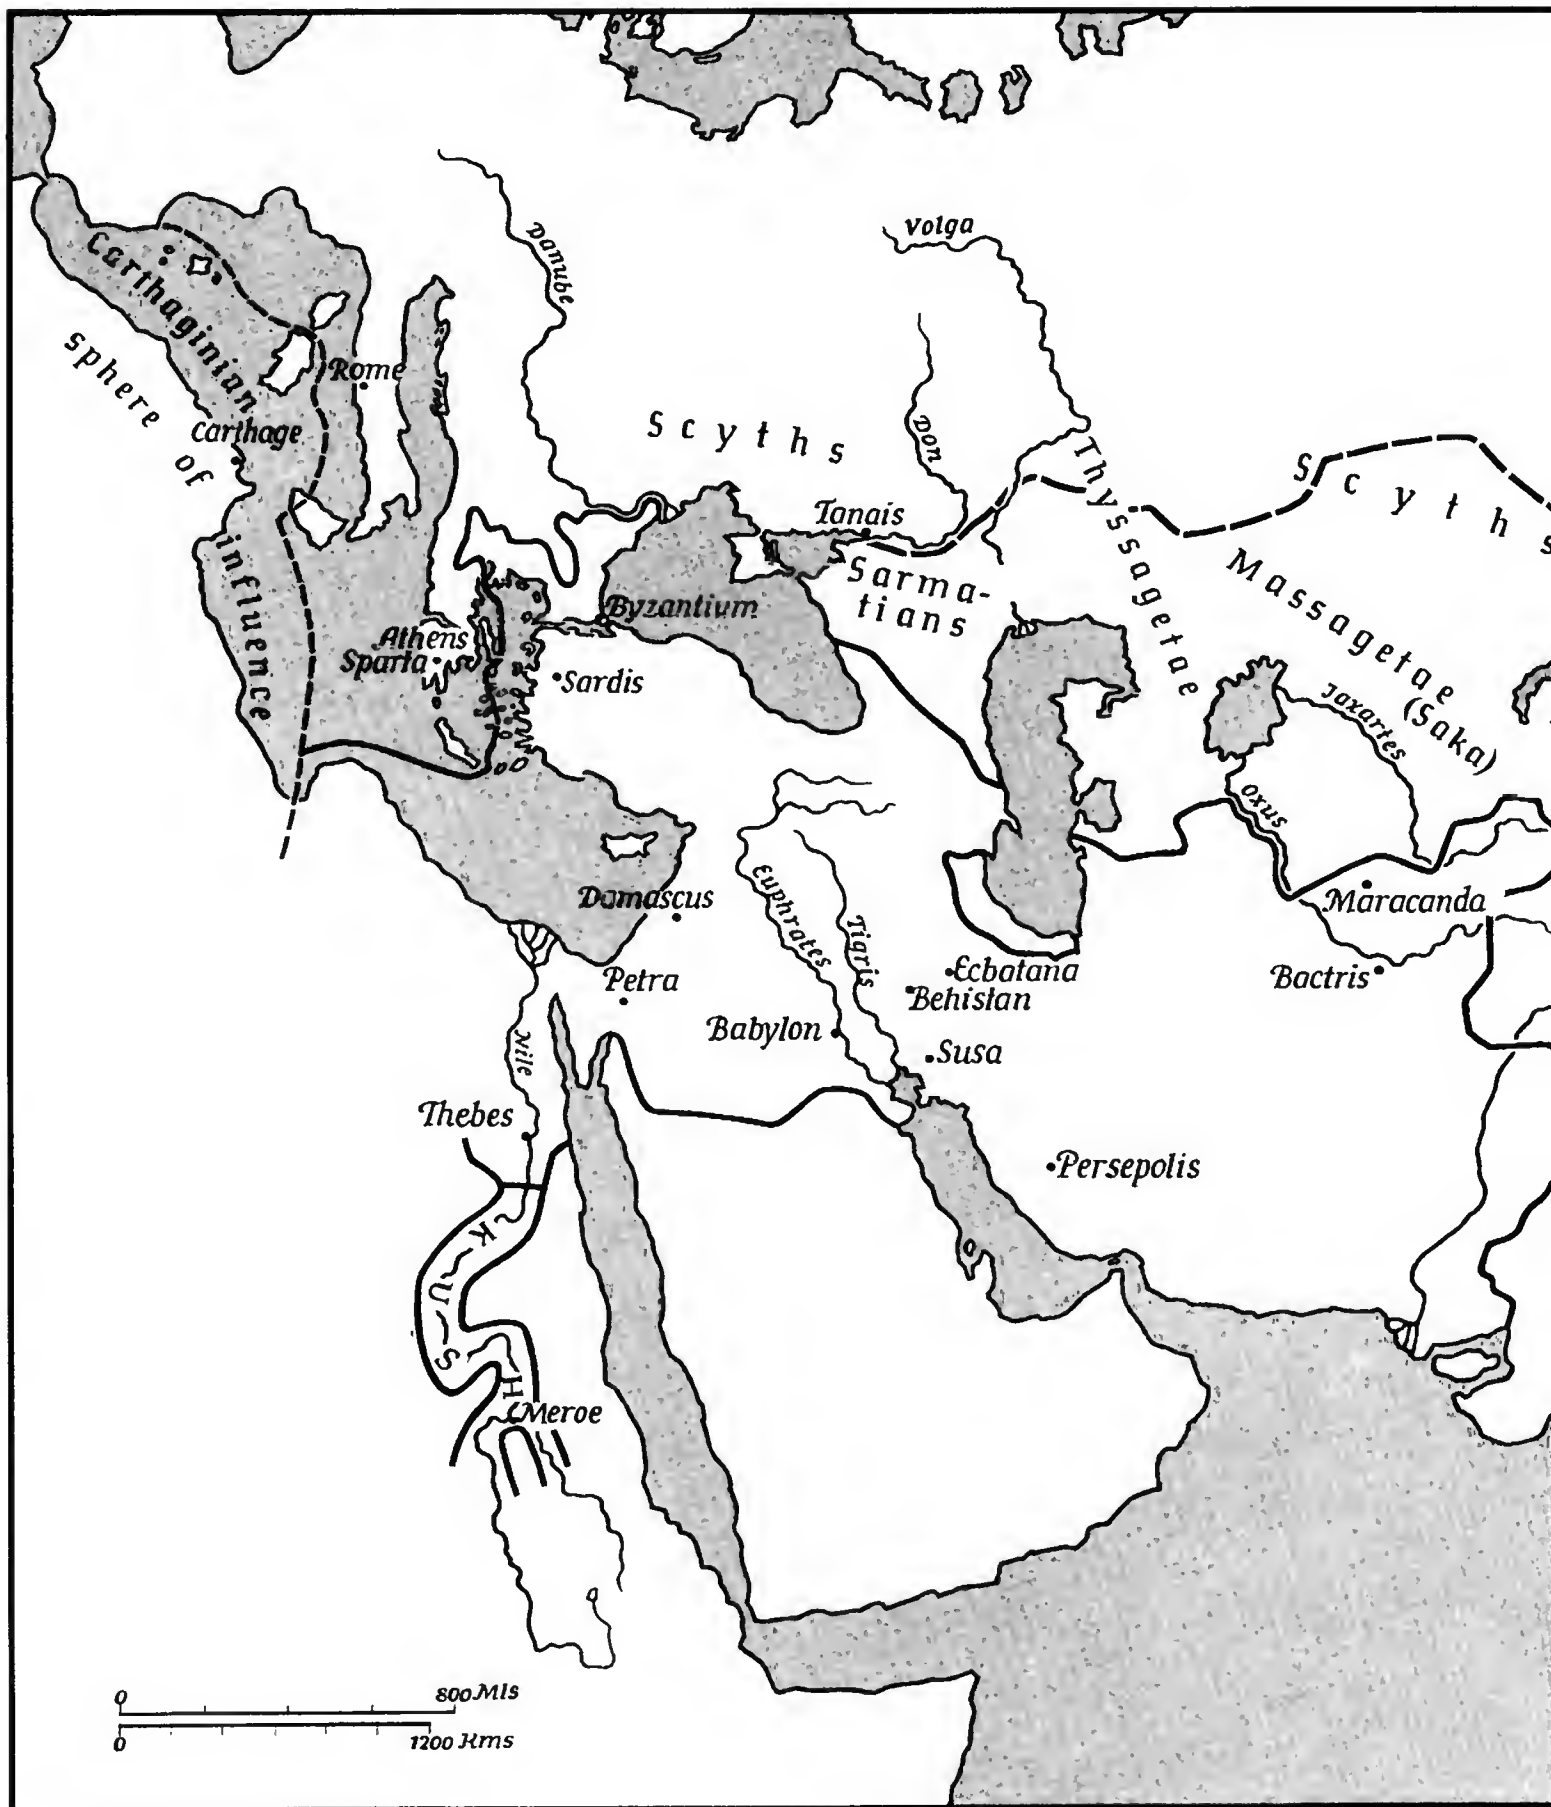 Volga
Danube
Carthaginian
sphere of
influence
Rome
Carthage
Scyths
Don
Thyssagetae
Scyths
Tanais
Sarma-
tians
Massagetae
(Saka)
Byzantium
Athens
Sparta
Sardis
Jaxartes
Oxus
Maracanda
Bactris
Euphrates
Tigris
Damascus
Ecbatana
Behistan
Petra
Babylon
Susa
Nile
Thebes
Persepolis
KUSH
Meroe
0 800 Mls
0 1200 Kms